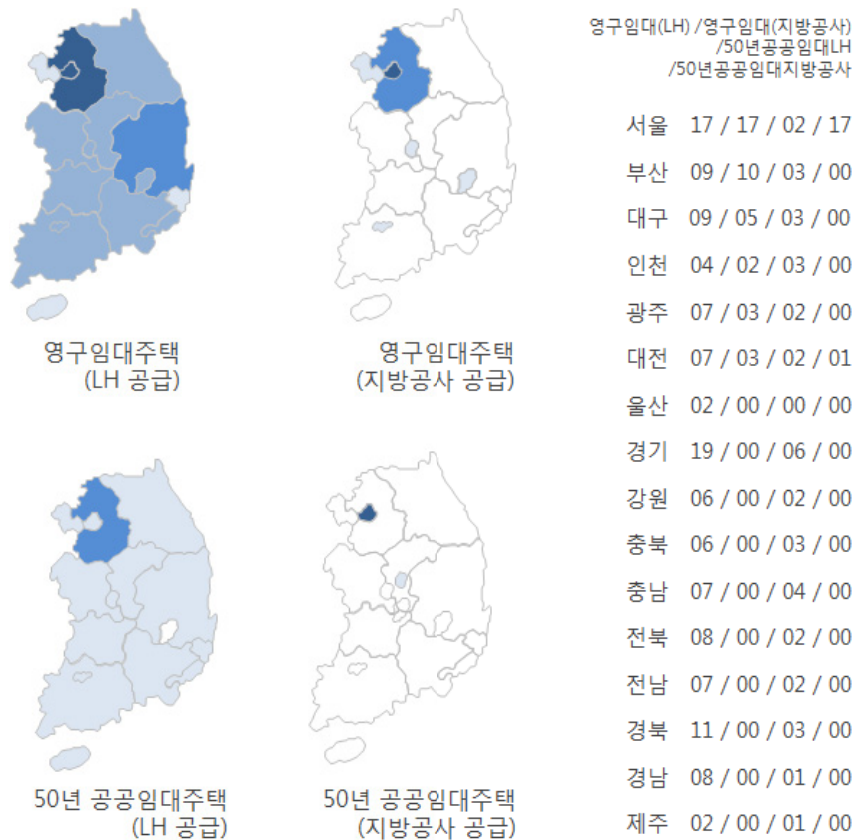 영구임대(LH) /영구임대(지방공사)
/50년공공임대LH
/50년공공임대지방공사
서울 17 / 17 / 02 / 17
부산 09 / 10 / 03 / 00
대구 09 / 05 / 03 / 00
인천 04 / 02 / 03 / 00
광주 07 / 03 / 02 / 00
대전 07 / 03 / 02 / 01
울산 02 / 00 / 00 / 00
경기 19 / 00 / 06 / 00
강원 06 / 00 / 02 / 00
충북 06 / 00 / 03 / 00
충남 07 / 00 / 04 / 00
전북 08 / 00 / 02 / 00
전남 07 / 00 / 02 / 00
경북 11 / 00 / 03 / 00
경남 08 / 00 / 01 / 00
제주 02 / 00 / 01 / 00
영구임대주택
(LH 공급)
영구임대주택
(지방공사 공급)
50년 공공임대주택
(LH 공급)
50년 공공임대주택
(지방공사 공급)